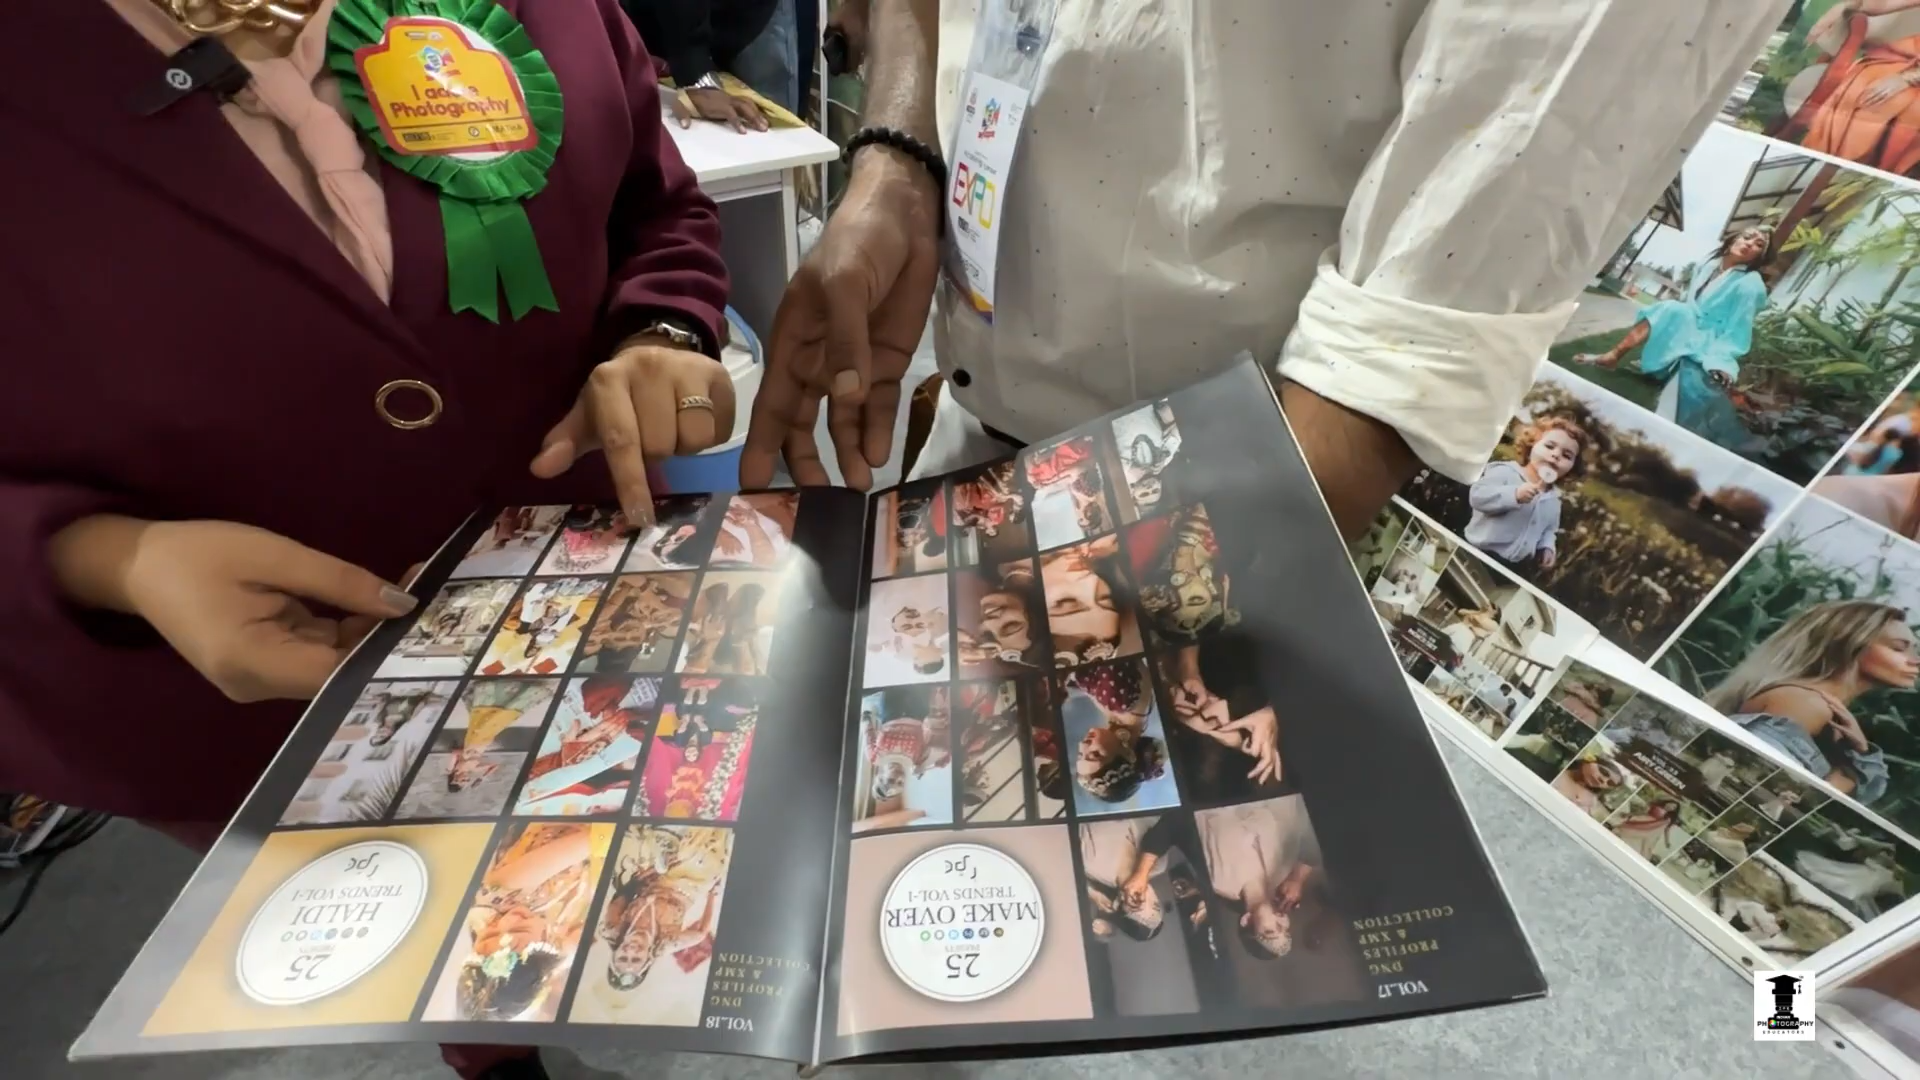 I adore
Photography
EXPO
25
PRESETS
HALDI
TRENDS VOL-1
VOL.18
DNG
PROFILES
& XMP
COLLECTION
25
PRESETS
MAKE OVER
TRENDS VOL-1
VOL.17
DNG
PROFILES
& XMP
COLLECTION
PHOTOGRAPHY
EDUCATORS